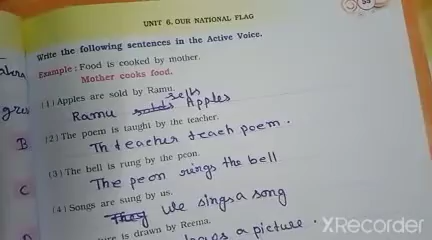 UNIT 6. OUR NATIONAL FLAG
Write the following sentences in the Active Voice.
Example : Food is cooked by mother.
Mother cooks food.
(1) Apples are sold by Ramu.
Ramu sells Apples
(2) The poem is taught by the teacher.
Th teacher teach poem.
(3) The bell is rung by the peon.
The peon rings the bell
(4) Songs are sung by us.
They We sings a song
is drawn by Reema.
a picture.
B
C
XRecorder